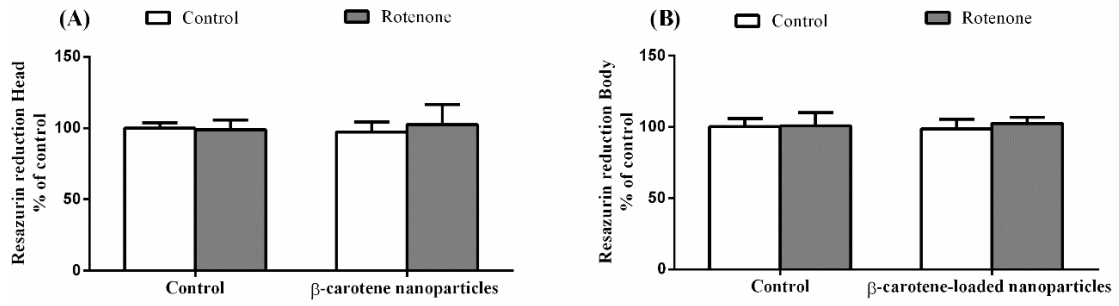 (A)
Control
Rotenone
Resazurin reduction Head
% of control
150
100
50
0
Control
β-carotene nanoparticles
(B)
Control
Rotenone
Resazurin reduction Body
% of control
150
100
50
0
Control
β-carotene-loaded nanoparticles